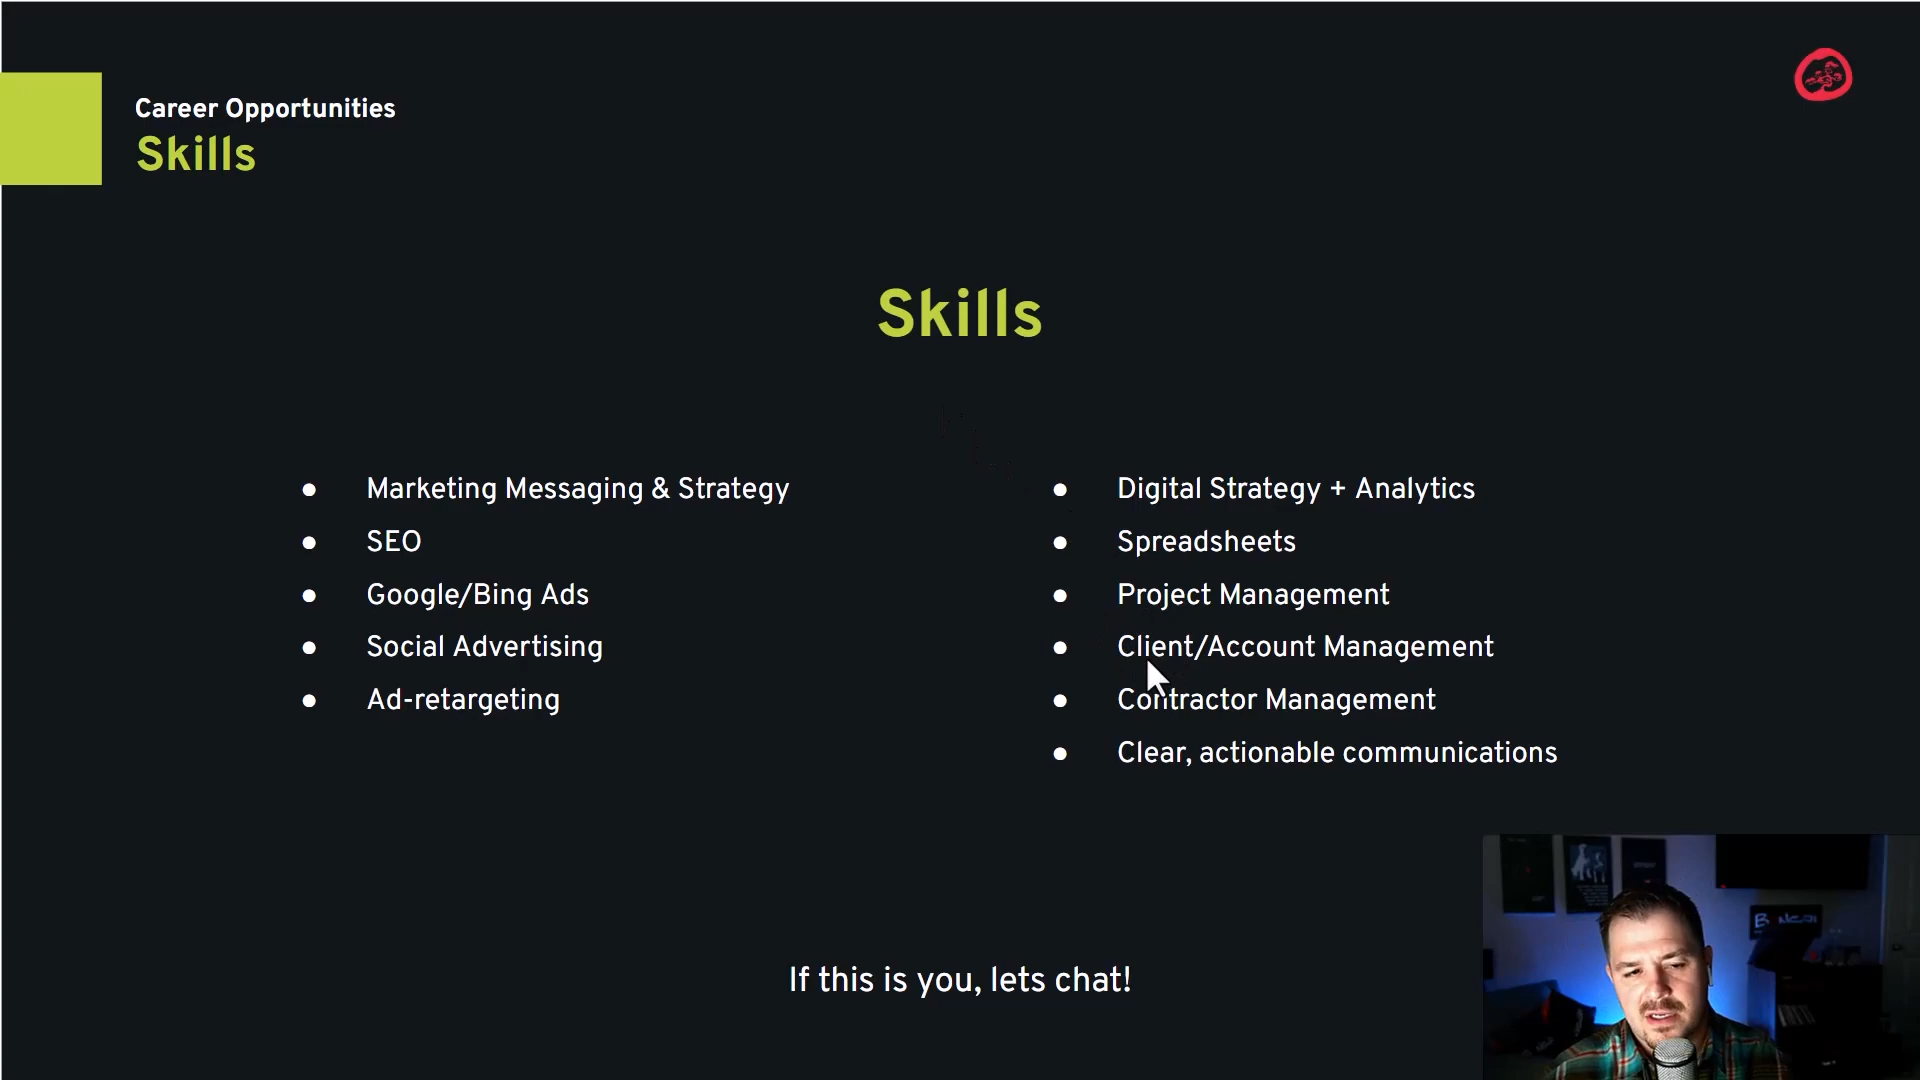 Career Opportunities
Skills
Skills
● Marketing Messaging & Strategy
● SEO
● Google/Bing Ads
● Social Advertising
● Ad-retargeting
● Digital Strategy + Analytics
● Spreadsheets
● Project Management
● Client/Account Management
● Contractor Management
● Clear, actionable communications
If this is you, lets chat!